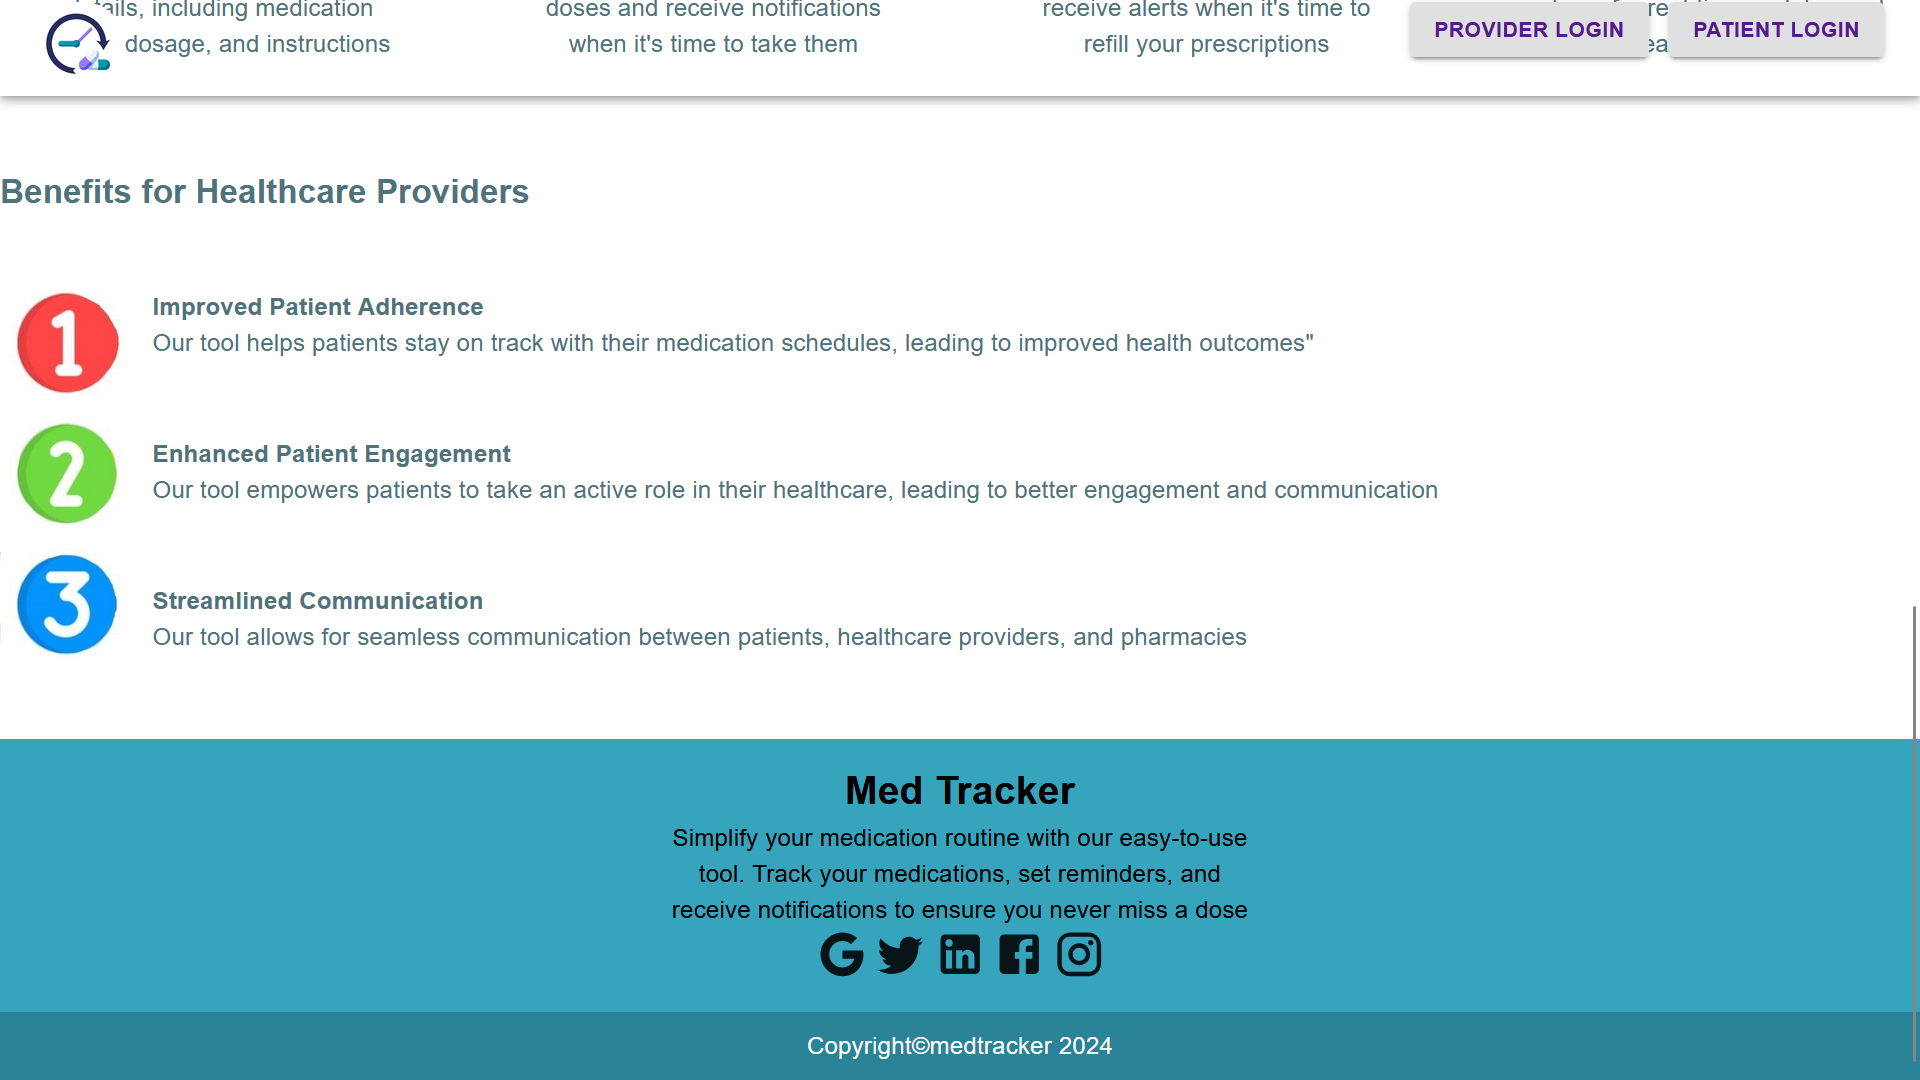 including medication
doses and receive notifications
receive alerts when it's time to
dosage, and instructions
when it's time to take them
refill your prescriptions
PROVIDER LOGIN
PATIENT LOGIN
Benefits for Healthcare Providers
1
Improved Patient Adherence
Our tool helps patients stay on track with their medication schedules, leading to improved health outcomes"
2
Enhanced Patient Engagement
Our tool empowers patients to take an active role in their healthcare, leading to better engagement and communication
3
Streamlined Communication
Our tool allows for seamless communication between patients, healthcare providers, and pharmacies
Med Tracker
Simplify your medication routine with our easy-to-use
tool. Track your medications, set reminders, and
receive notifications to ensure you never miss a dose
Copyright©medtracker 2024